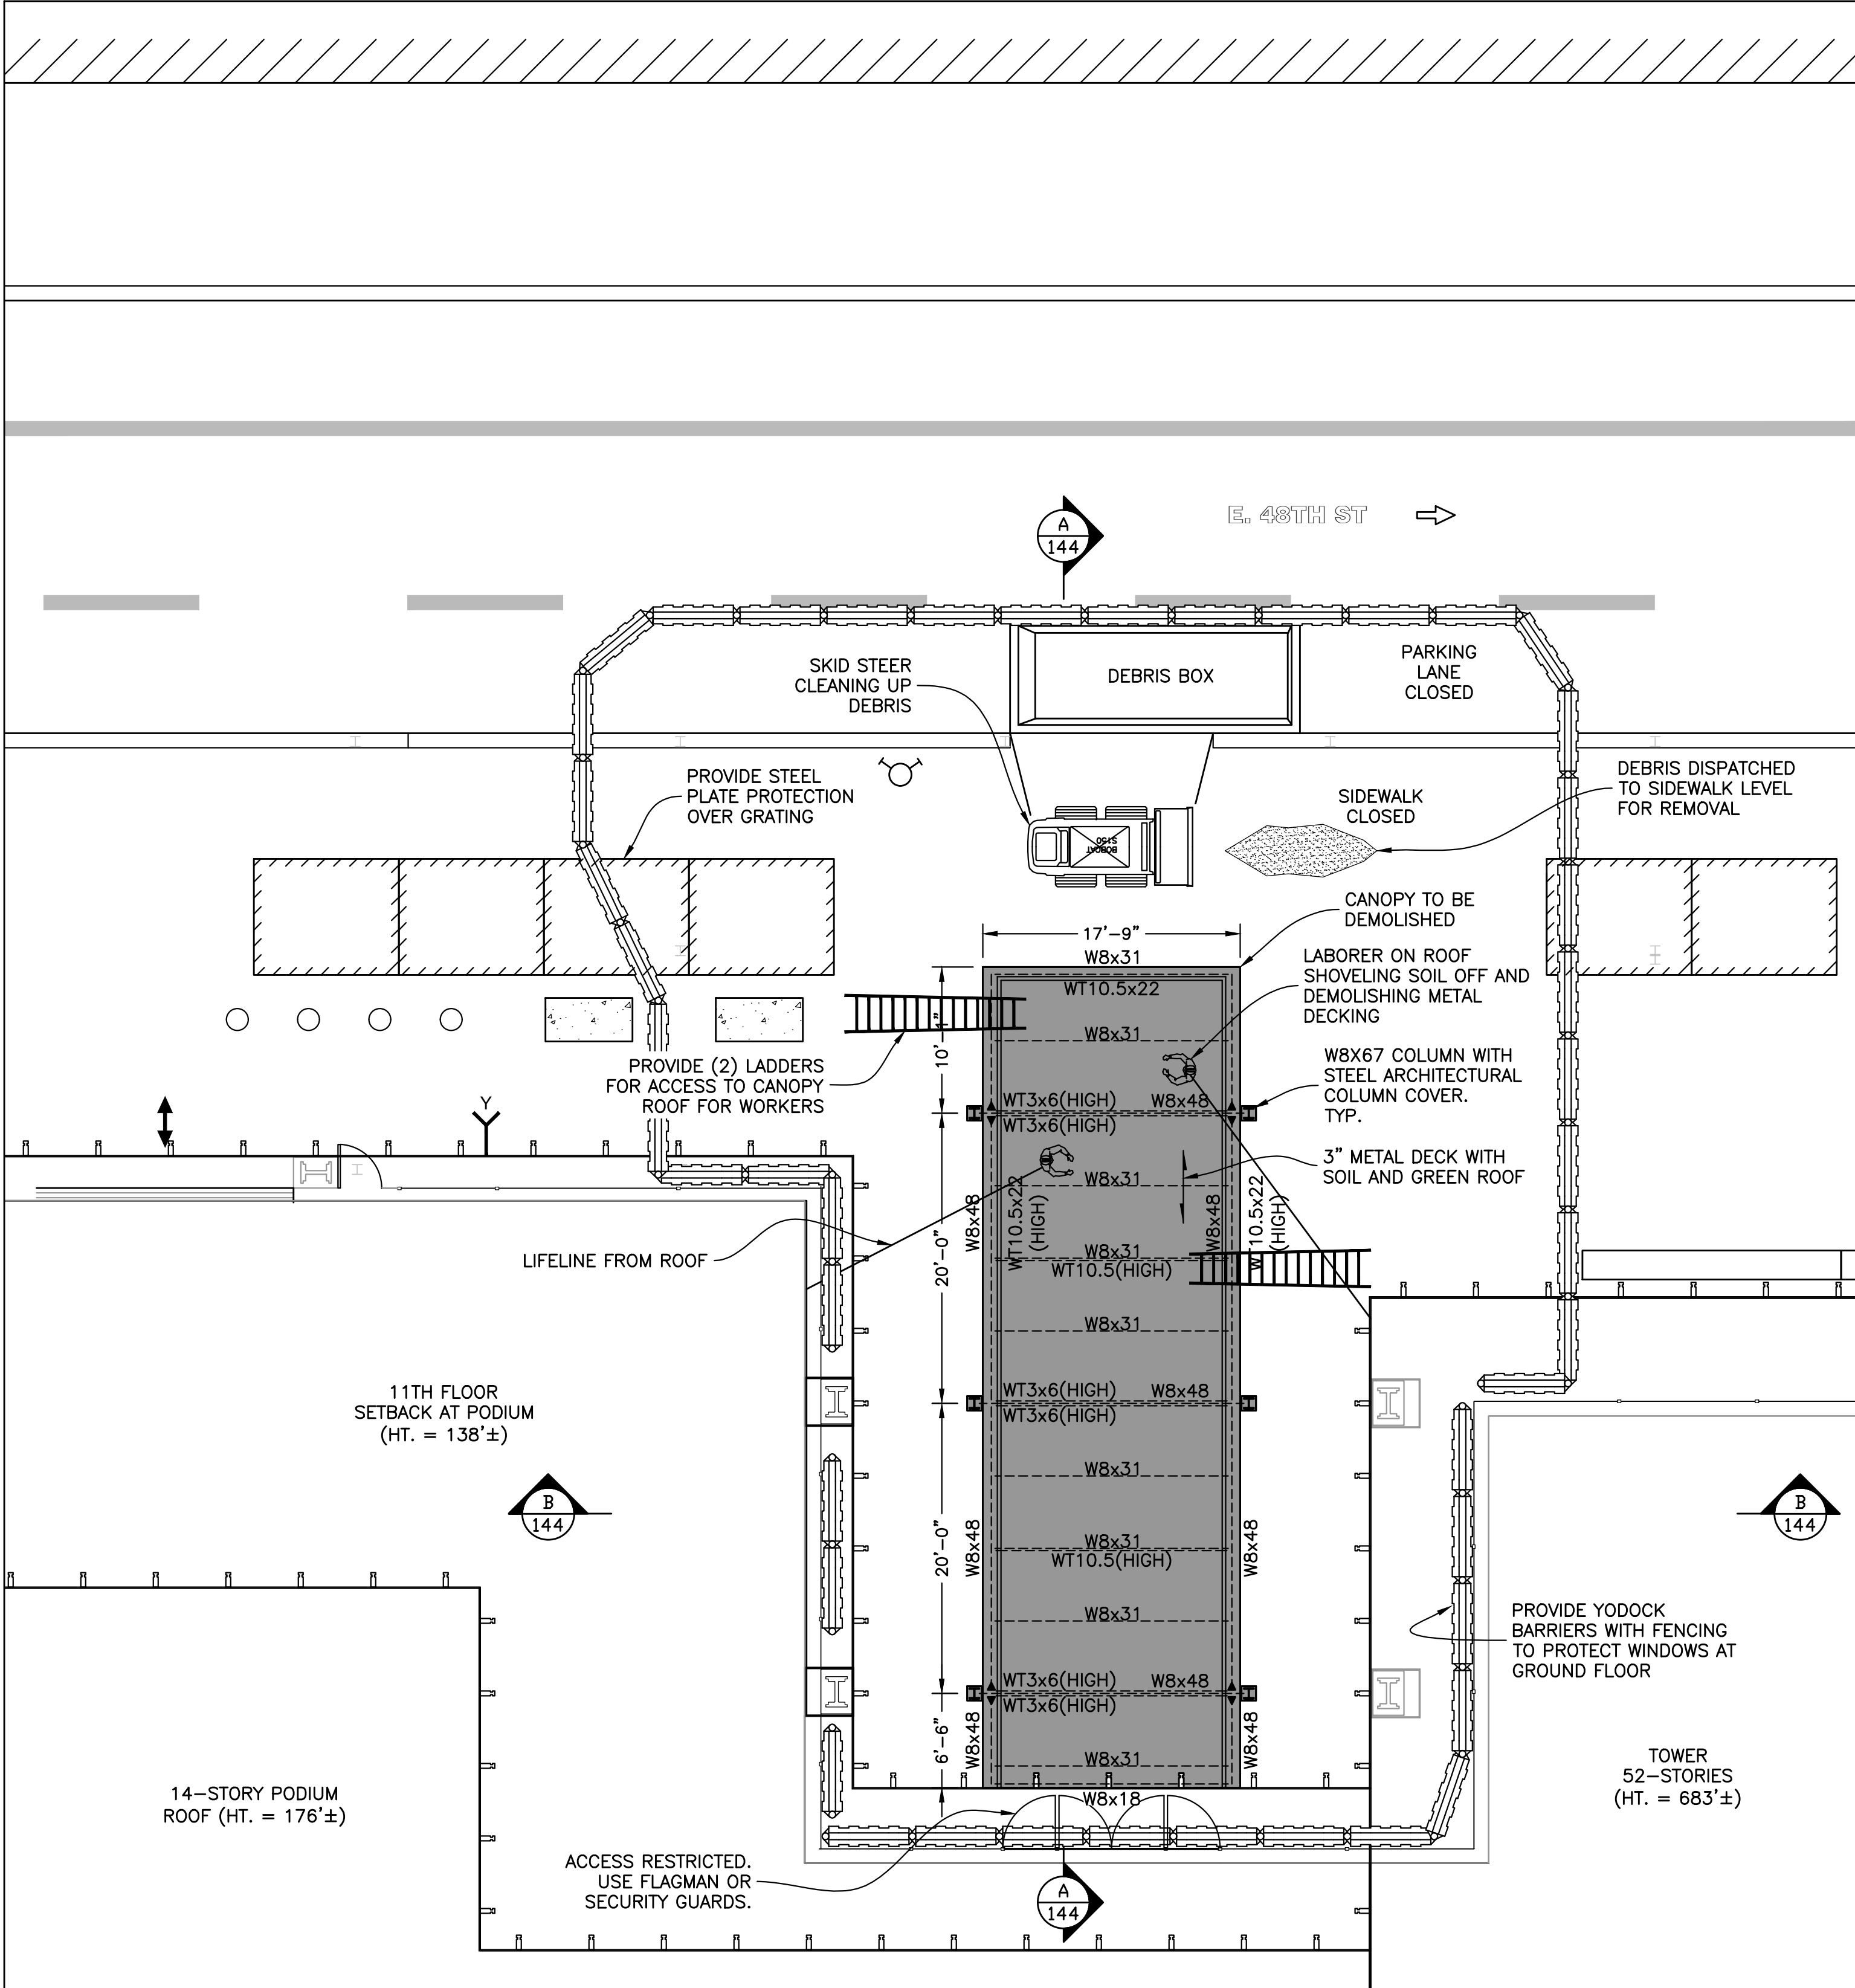 E. 48TH ST
A
144
SKID STEER
CLEANING UP
DEBRIS
DEBRIS BOX
PARKING
LANE
CLOSED
PROVIDE STEEL
PLATE PROTECTION
OVER GRATING
SIDEWALK
CLOSED
DEBRIS DISPATCHED
TO SIDEWALK LEVEL
FOR REMOVAL
BOBCAT
S150
CANOPY TO BE
DEMOLISHED
17'-9"
W8x31
WT10.5x22
LABORER ON ROOF
SHOVELING SOIL OFF AND
DEMOLISHING METAL
DECKING
10'-4"
W8x31
PROVIDE (2) LADDERS
FOR ACCESS TO CANOPY
ROOF FOR WORKERS
W8X67 COLUMN WITH
STEEL ARCHITECTURAL
COLUMN COVER.
TYP.
Y
WT3x6(HIGH)
W8x48
WT3x6(HIGH)
3" METAL DECK WITH
SOIL AND GREEN ROOF
W8x31
W8x48
WT10.5x22
(HIGH)
W8x48
WT10.5x22
(HIGH)
LIFELINE FROM ROOF
20'-0"
W8x31
WT10.5(HIGH)
W8x31
11TH FLOOR
SETBACK AT PODIUM
(HT. = 138'±)
WT3x6(HIGH)
W8x48
WT3x6(HIGH)
W8x31
B
144
B
144
20'-0"
W8x48
W8x31
WT10.5(HIGH)
W8x48
W8x31
PROVIDE YODOCK
BARRIERS WITH FENCING
TO PROTECT WINDOWS AT
GROUND FLOOR
WT3x6(HIGH)
W8x48
WT3x6(HIGH)
6'-6"
W8x48
W8x31
W8x48
14-STORY PODIUM
ROOF (HT. = 176'±)
TOWER
52-STORIES
(HT. = 683'±)
W8x18
ACCESS RESTRICTED.
USE FLAGMAN OR
SECURITY GUARDS.
A
144